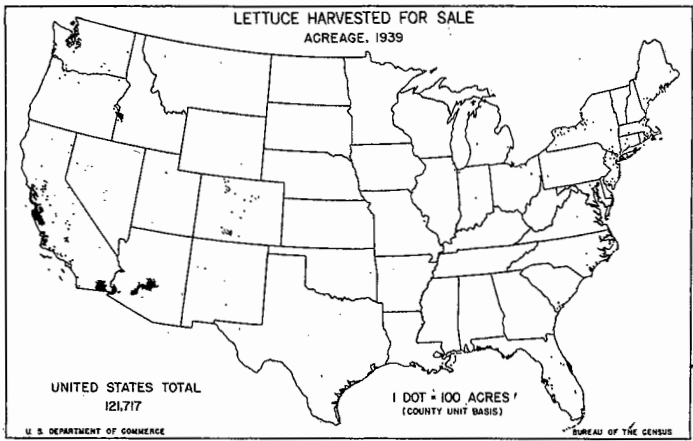 LETTUCE HARVESTED FOR SALE
ACREAGE, 1939
UNITED STATES TOTAL
121,717
1 DOT = 100 ACRES
(COUNTY UNIT BASIS)
U. S. DEPARTMENT OF COMMERCE
BUREAU OF THE CENSUS